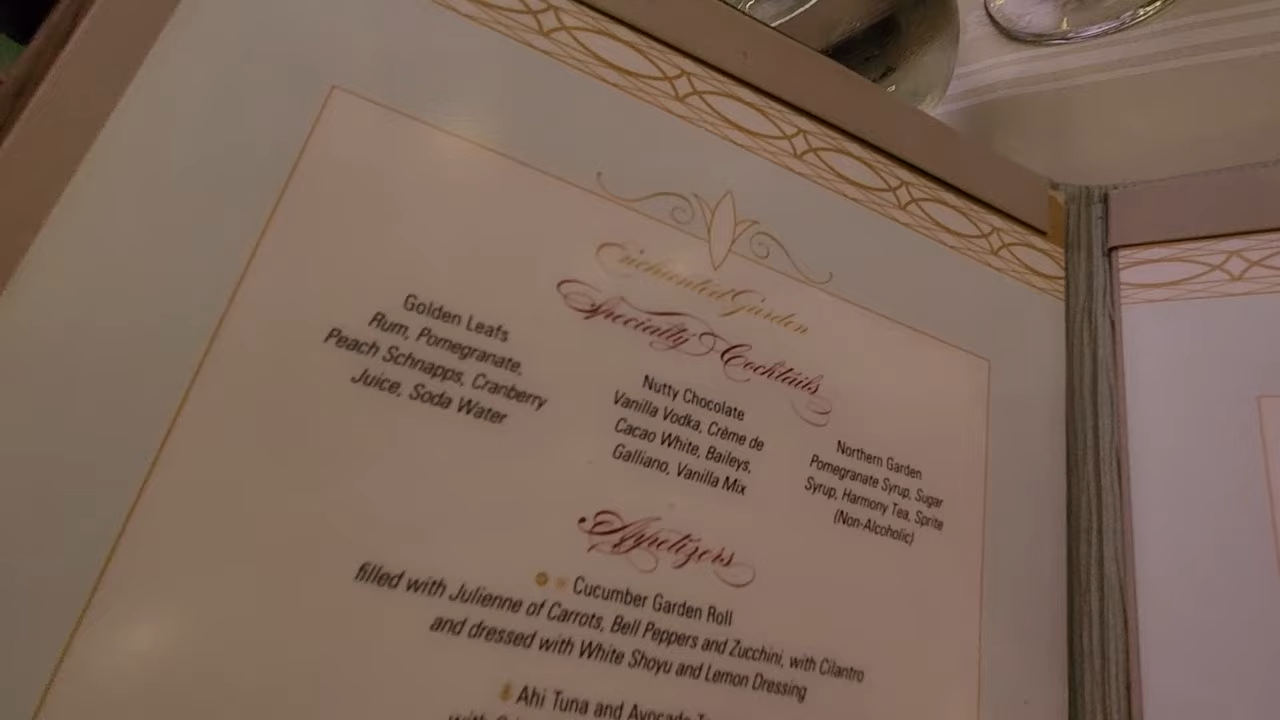 Enchanted Garden
Specialty Cocktails
Golden Leafs
Rum, Pomegranate,
Peach Schnapps, Cranberry
Juice, Soda Water
Nutty Chocolate
Vanilla Vodka, Crème de
Cacao White, Baileys,
Galliano, Vanilla Mix
Northern Garden
Pomegranate Syrup, Sugar
Syrup, Harmony Tea, Sprite
(Non-Alcoholic)
Appetizers
Cucumber Garden Roll
filled with Julienne of Carrots, Bell Peppers and Zucchini, with Cilantro
and dressed with White Shoyu and Lemon Dressing
Ahi Tuna and Avocado
with